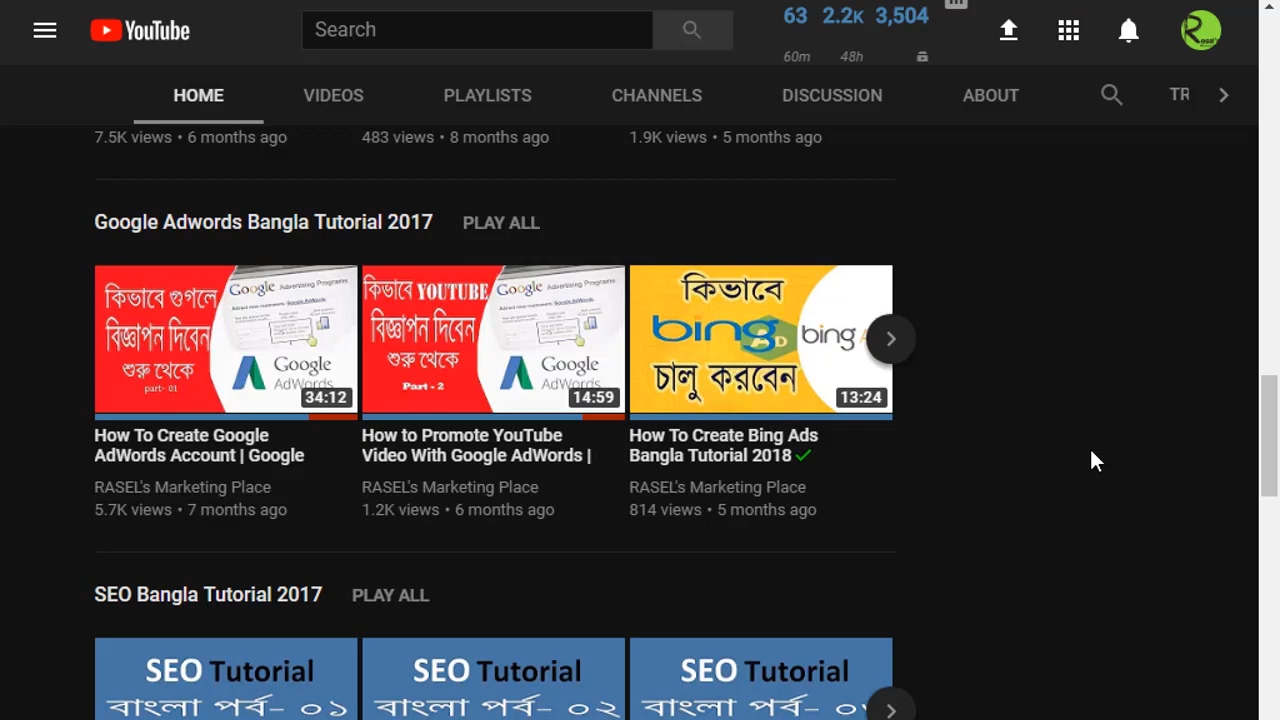 YouTube
Search
63 2.2K 3,504
60m 48h
HOME VIDEOS PLAYLISTS CHANNELS DISCUSSION ABOUT TR
7.5K views • 6 months ago
483 views • 8 months ago
1.9K views • 5 months ago
Google Adwords Bangla Tutorial 2017 PLAY ALL
কিভাবে গুগলে
বিজ্ঞাপন দিবেন
শুরু থেকে
part- 01
Google Advertising Programs
Google
AdWords
34:12
কিভাবে YOUTUBE
বিজ্ঞাপন দিবেন
শুরু থেকে
Part - 2
Google Advertising Programs
Google
AdWords
14:59
কিভাবে
bing
AD
bing
চালু করবেন
13:24
How To Create Google
AdWords Account | Google
RASEL's Marketing Place
5.7K views • 7 months ago
How to Promote YouTube
Video With Google AdWords |
RASEL's Marketing Place
1.2K views • 6 months ago
How To Create Bing Ads
Bangla Tutorial 2018
RASEL's Marketing Place
814 views • 5 months ago
SEO Bangla Tutorial 2017 PLAY ALL
SEO Tutorial
বাংলা পর্ব- ০১
SEO Tutorial
বাংলা পর্ব- ০২
SEO Tutorial
বাংলা পর্ব-